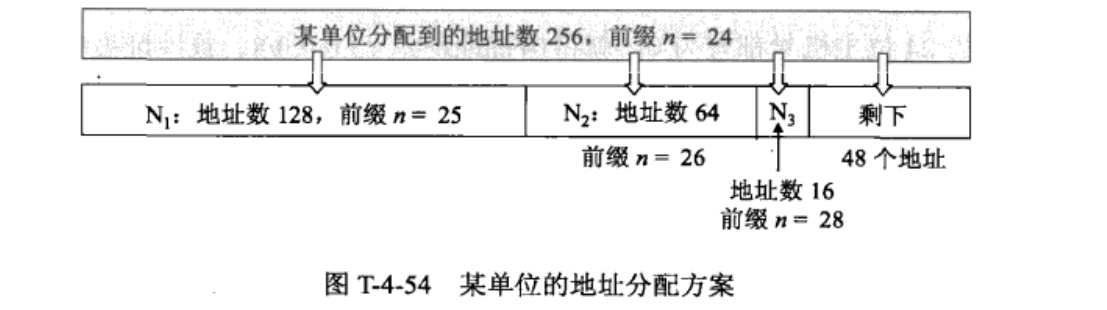 某单位分配到的地址数 256，前缀 n = 24
N₁：地址数 128，前缀 n = 25
N₂：地址数 64
N₃
剩下
前缀 n = 26
48 个地址
地址数 16
前缀 n = 28
图 T-4-54 某单位的地址分配方案